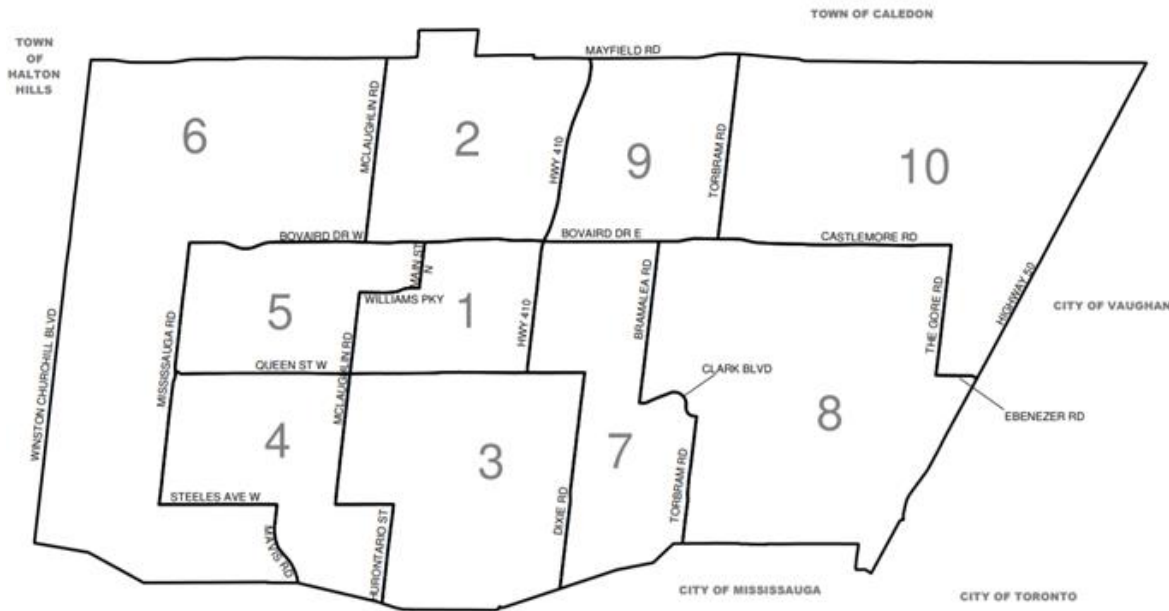 TOWN OF CALEDON
TOWN
OF
HALTON
HILLS
MAYFIELD RD
MCLAUGHLIN RD
HWY 410
TORBRAM RD
6
2
9
10
BOVAIRD DR W
BOVAIRD DR E
CASTLEMORE RD
MAIN ST
N
WILLIAMS PKY
WINSTON CHURCHILL BLVD
MISSISSAUGA RD
5
1
HWY 410
BRAMALEA RD
THE GORE RD
HIGHWAY 50
CITY OF VAUGHAN
QUEEN ST W
MCLAUGHLIN RD
CLARK BLVD
EBENEZER RD
4
3
7
8
STEELES AVE W
MAVIS RD
HURONTARIO ST
DIXIE RD
TORBRAM RD
CITY OF MISSISSAUGA
CITY OF TORONTO